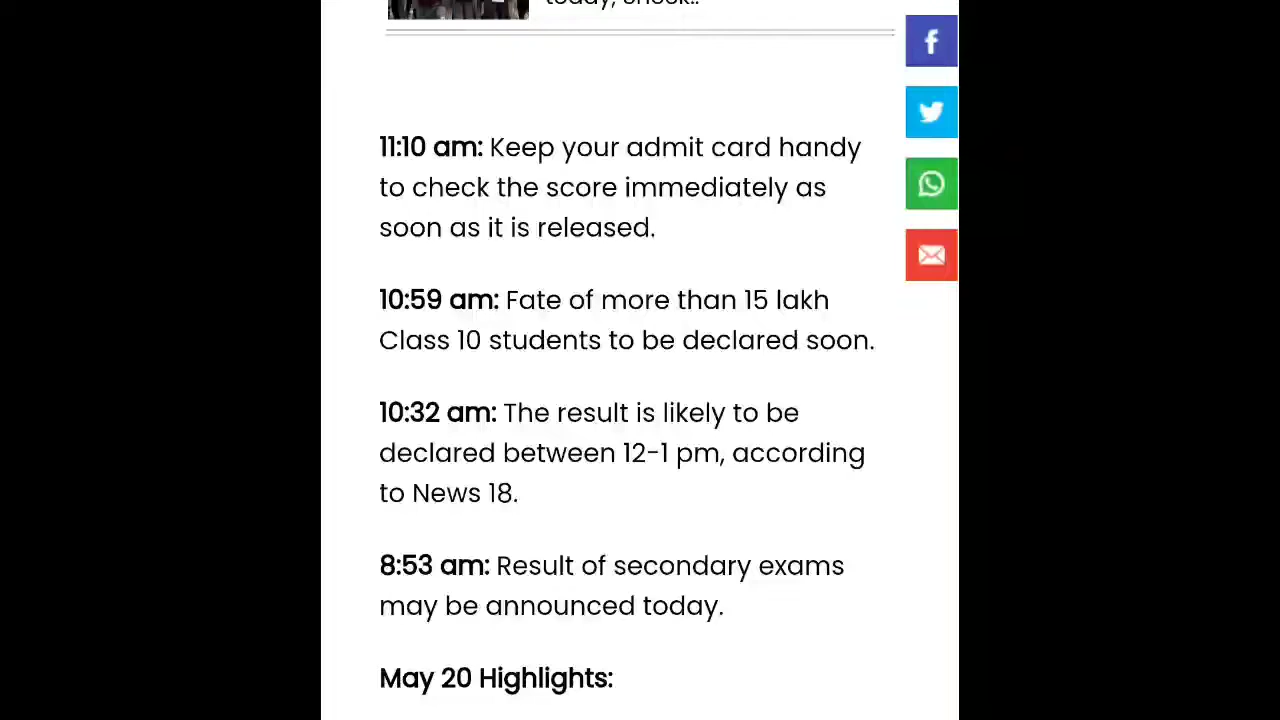 11:10 am: Keep your admit card handy
to check the score immediately as
soon as it is released.
10:59 am: Fate of more than 15 lakh
Class 10 students to be declared soon.
10:32 am: The result is likely to be
declared between 12-1 pm, according
to News 18.
8:53 am: Result of secondary exams
may be announced today.
May 20 Highlights: